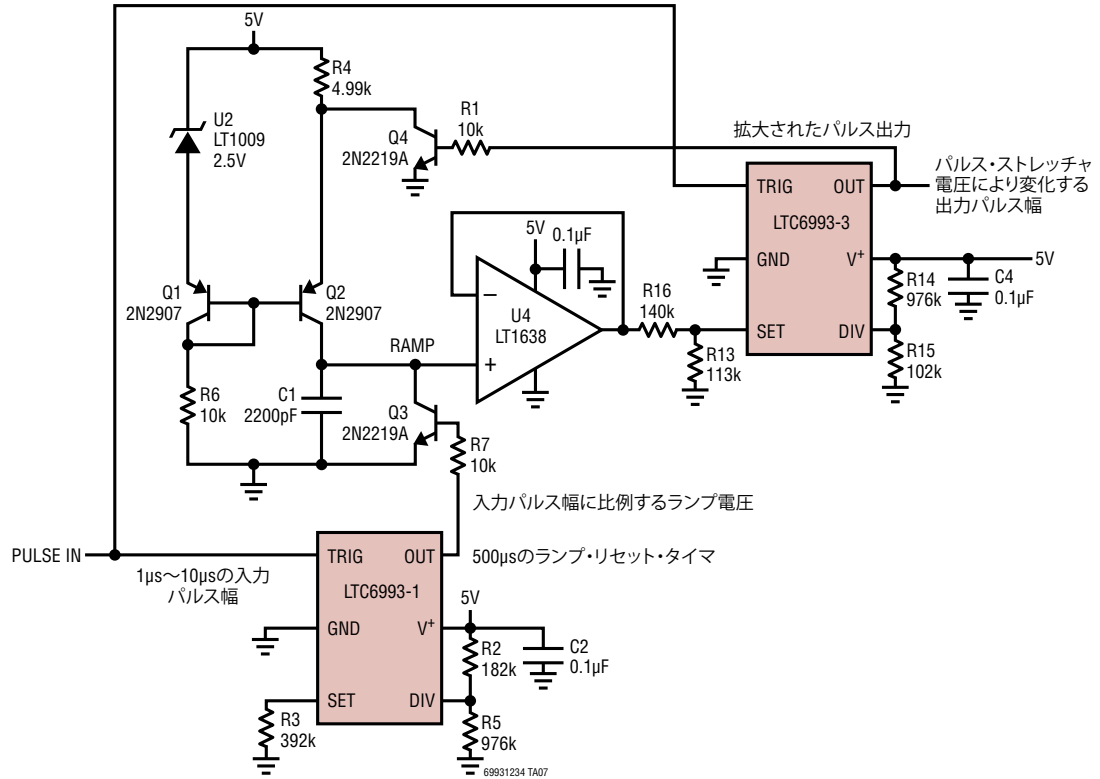 5V
R4
4.99k
U2
LT1009
2.5V
Q4
2N2219A
R1
10k
拡大されたパルス出力
TRIG
OUT
LTC6993-3
GND
V+
SET
DIV
パルス・ストレッチャ
電圧により変化する
出力パルス幅
5V
R14
976k
C4
0.1µF
R15
102k
5V
0.1µF
U4
LT1638
R16
140k
R13
113k
Q1
2N2907
Q2
2N2907
RAMP
R6
10k
C1
2200pF
Q3
2N2219A
R7
10k
入力パルス幅に比例するランプ電圧
PULSE IN
1µs～10µsの入力
パルス幅
TRIG
OUT
LTC6993-1
GND
V+
SET
DIV
500µsのランプ・リセット・タイマ
5V
R2
182k
C2
0.1µF
R3
392k
R5
976k
69931234 TA07